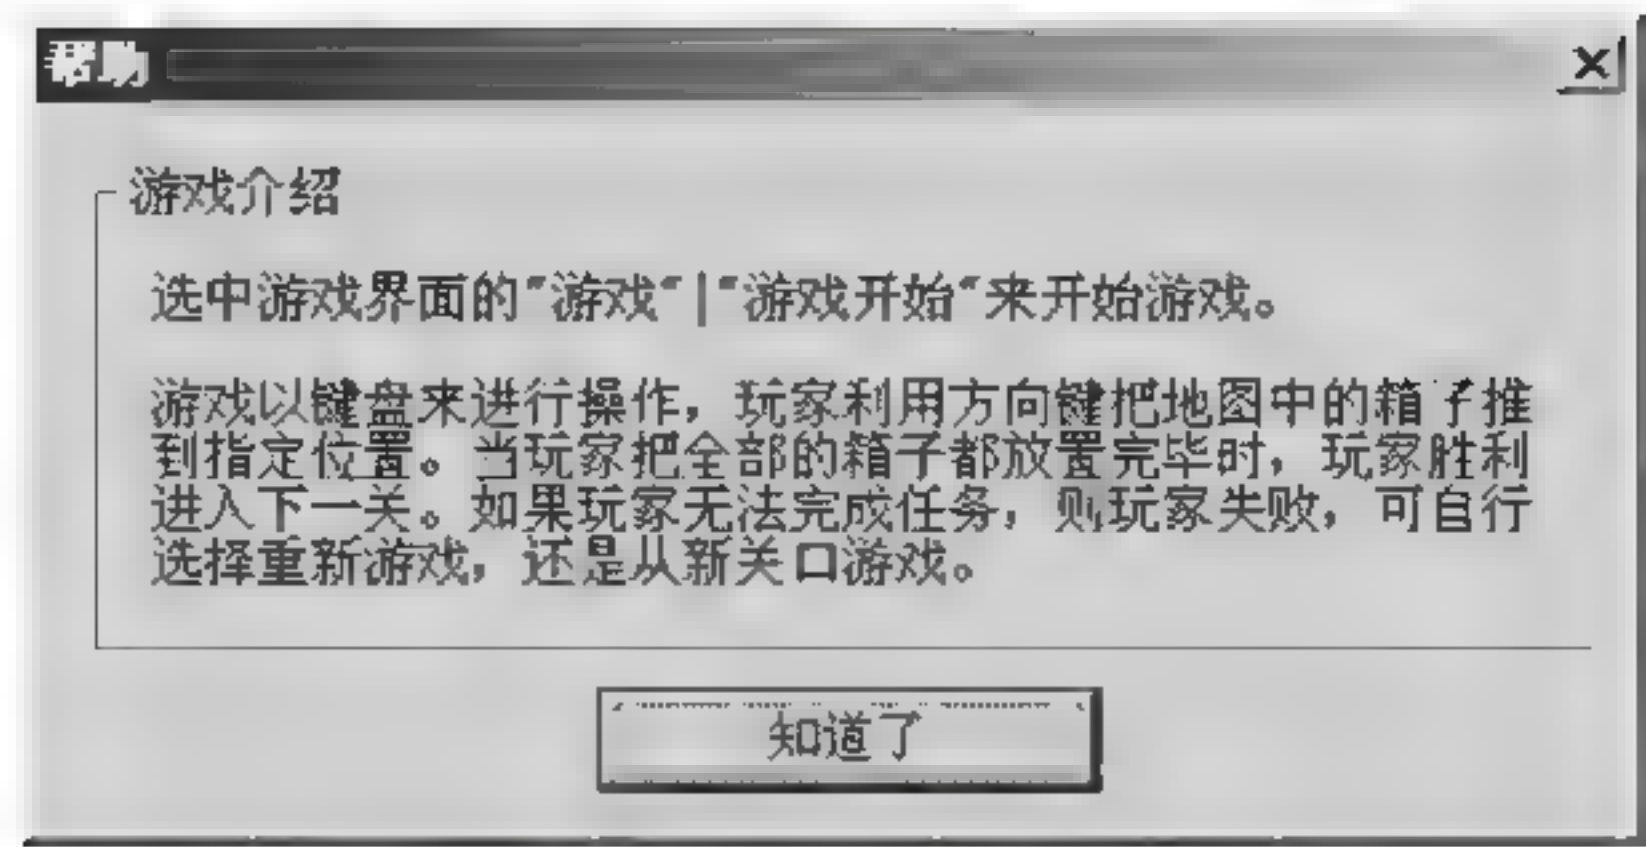 帮助
游戏介绍
选中游戏界面的"游戏"|"游戏开始"来开始游戏。
游戏以键盘来进行操作，玩家利用方向键把地图中的箱子推
到指定位置。当玩家把全部的箱子都放置完毕时，玩家胜利
进入下一关。如果玩家无法完成任务，则玩家失败，可自行
选择重新游戏，还是从新关口游戏。
知道了